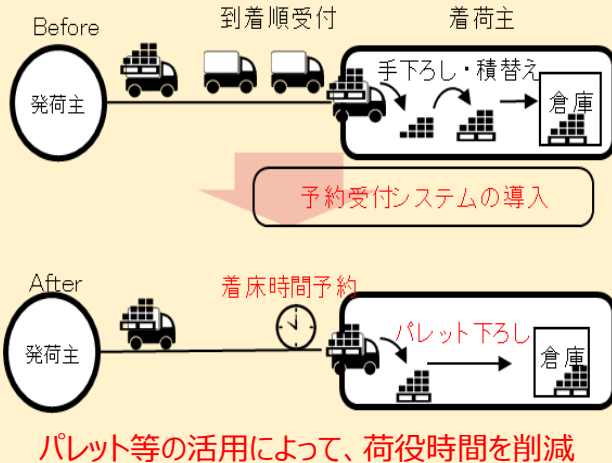 Before
到着順受付
着荷主
発荷主
手下ろし・積替え
倉庫
予約受付システムの導入
After
着床時間予約
発荷主
パレット下ろし
倉庫
パレット等の活用によって、荷役時間を削減